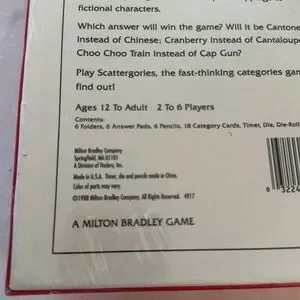 fictional characters.
Which answer will win the game? Will it be Cantone
instead of Chinese; Cranberry instead of Cantaloupe
Choo Choo Train instead of Cap Gun?
Play Scattergories, the fast-thinking categories gam
find out!
Ages 12 To Adult 2 To 6 Players
Contents:
6 Folders, 6 Answer Pads, 6 Pencils, 18 Category Cards, Timer, Die, Die-Roll
Milton Bradley Company
Springfield, MA 01101
A Division of Hasbro, Inc.
Made in U.S.A. Timer, die and pencils made in China.
Color of parts may vary.
©1988 Milton Bradley Company. All Rights Reserved. 4917
0 3224
A MILTON BRADLEY GAME